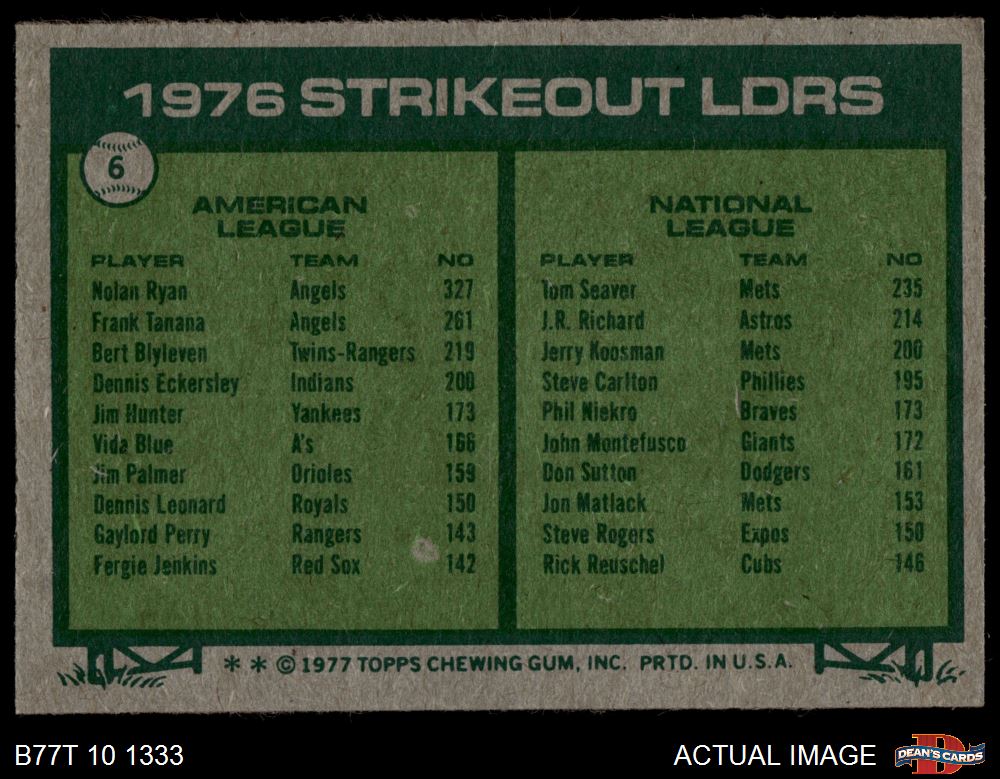 1976 STRIKEOUT LDRS
6
AMERICAN
LEAGUE
PLAYER TEAM NO
Nolan Ryan Angels 327
Frank Tanana Angels 261
Bert Blyleven Twins-Rangers 219
Dennis Eckersley Indians 200
Jim Hunter Yankees 173
Vida Blue A's 166
Jim Palmer Orioles 159
Dennis Leonard Royals 150
Gaylord Perry Rangers 143
Fergie Jenkins Red Sox 142
NATIONAL
LEAGUE
PLAYER TEAM NO
Tom Seaver Mets 235
J.R. Richard Astros 214
Jerry Koosman Mets 200
Steve Carlton Phillies 195
Phil Niekro Braves 173
John Montefusco Giants 172
Don Sutton Dodgers 161
Jon Matlack Mets 153
Steve Rogers Expos 150
Rick Reuschel Cubs 146
* * © 1977 TOPPS CHEWING GUM, INC. PRTD. IN U.S.A.
B77T 10 1333
ACTUAL IMAGE
DEAN'S CARDS